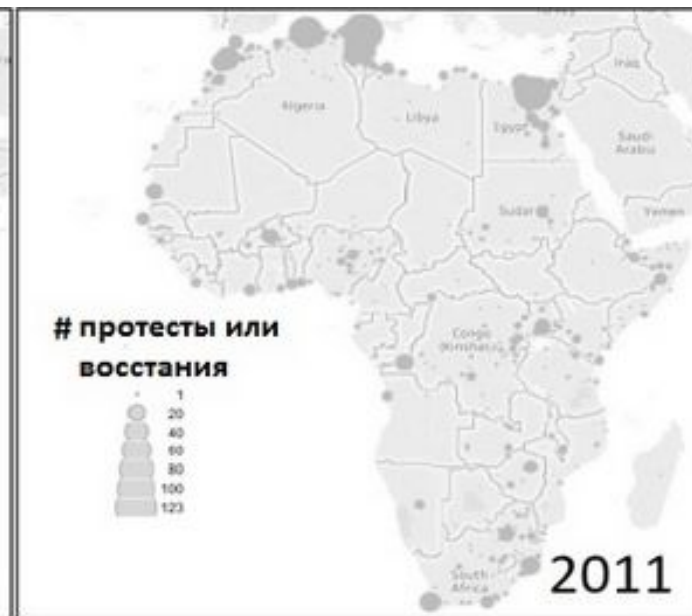 Iraq
Algeria
Libya
Egypt
Saudi
Arabia
Sudan
Yemen
# протесты или
восстания
Congo
(Kinshasa)
1
20
40
60
80
100
123
South
Africa
2011